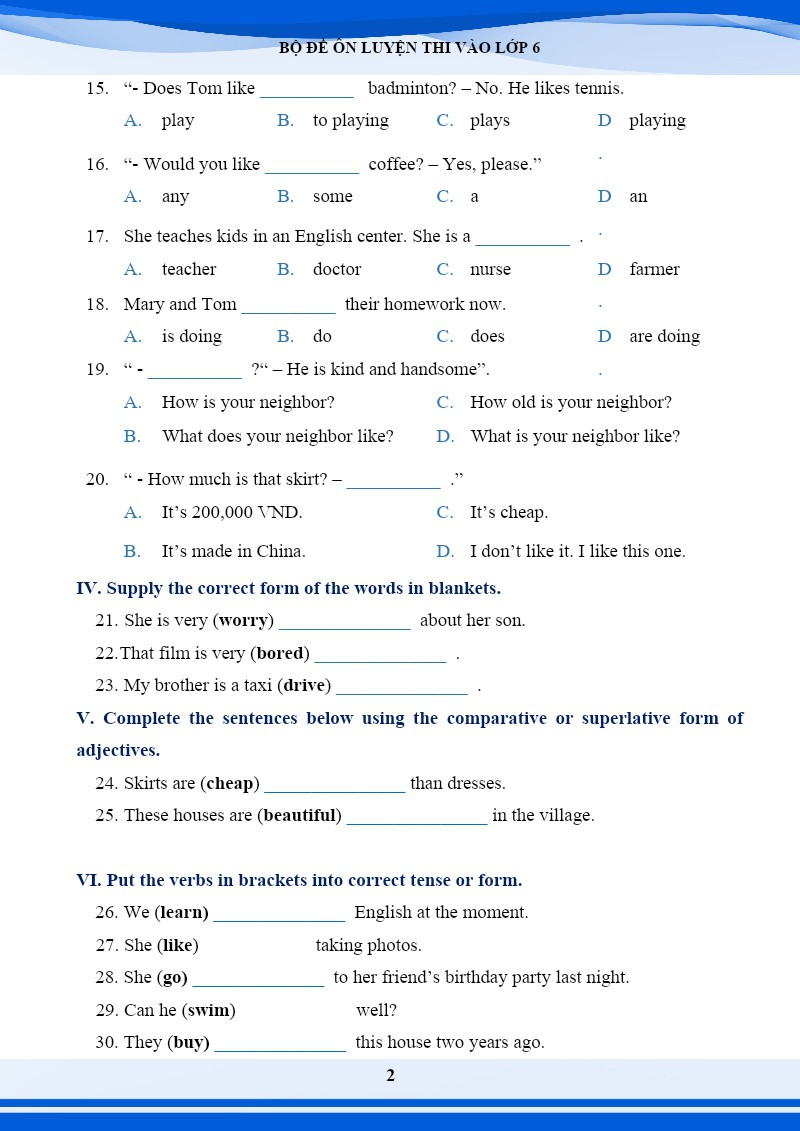 BỘ ĐỀ ÔN LUYỆN THI VÀO LỚP 6
15. “- Does Tom like __________ badminton? – No. He likes tennis.
A. play B. to playing C. plays D playing
16. “- Would you like __________ coffee? – Yes, please.” .
A. any B. some C. a D an
17. She teaches kids in an English center. She is a __________ . .
A. teacher B. doctor C. nurse D farmer
18. Mary and Tom __________ their homework now. .
A. is doing B. do C. does D are doing
19. “ - __________ ?“ – He is kind and handsome”. .
A. How is your neighbor? C. How old is your neighbor?
B. What does your neighbor like? D. What is your neighbor like?
20. “ - How much is that skirt? – __________ .”
A. It’s 200,000 VND. C. It’s cheap.
B. It’s made in China. D. I don’t like it. I like this one.
IV. Supply the correct form of the words in blankets.
21. She is very (worry) ______________ about her son.
22.That film is very (bored) ______________ .
23. My brother is a taxi (drive) ______________ .
V. Complete the sentences below using the comparative or superlative form of
adjectives.
24. Skirts are (cheap) _______________ than dresses.
25. These houses are (beautiful) _______________ in the village.
VI. Put the verbs in brackets into correct tense or form.
26. We (learn) ______________ English at the moment.
27. She (like) taking photos.
28. She (go) ______________ to her friend’s birthday party last night.
29. Can he (swim) well?
30. They (buy) ______________ this house two years ago.
2